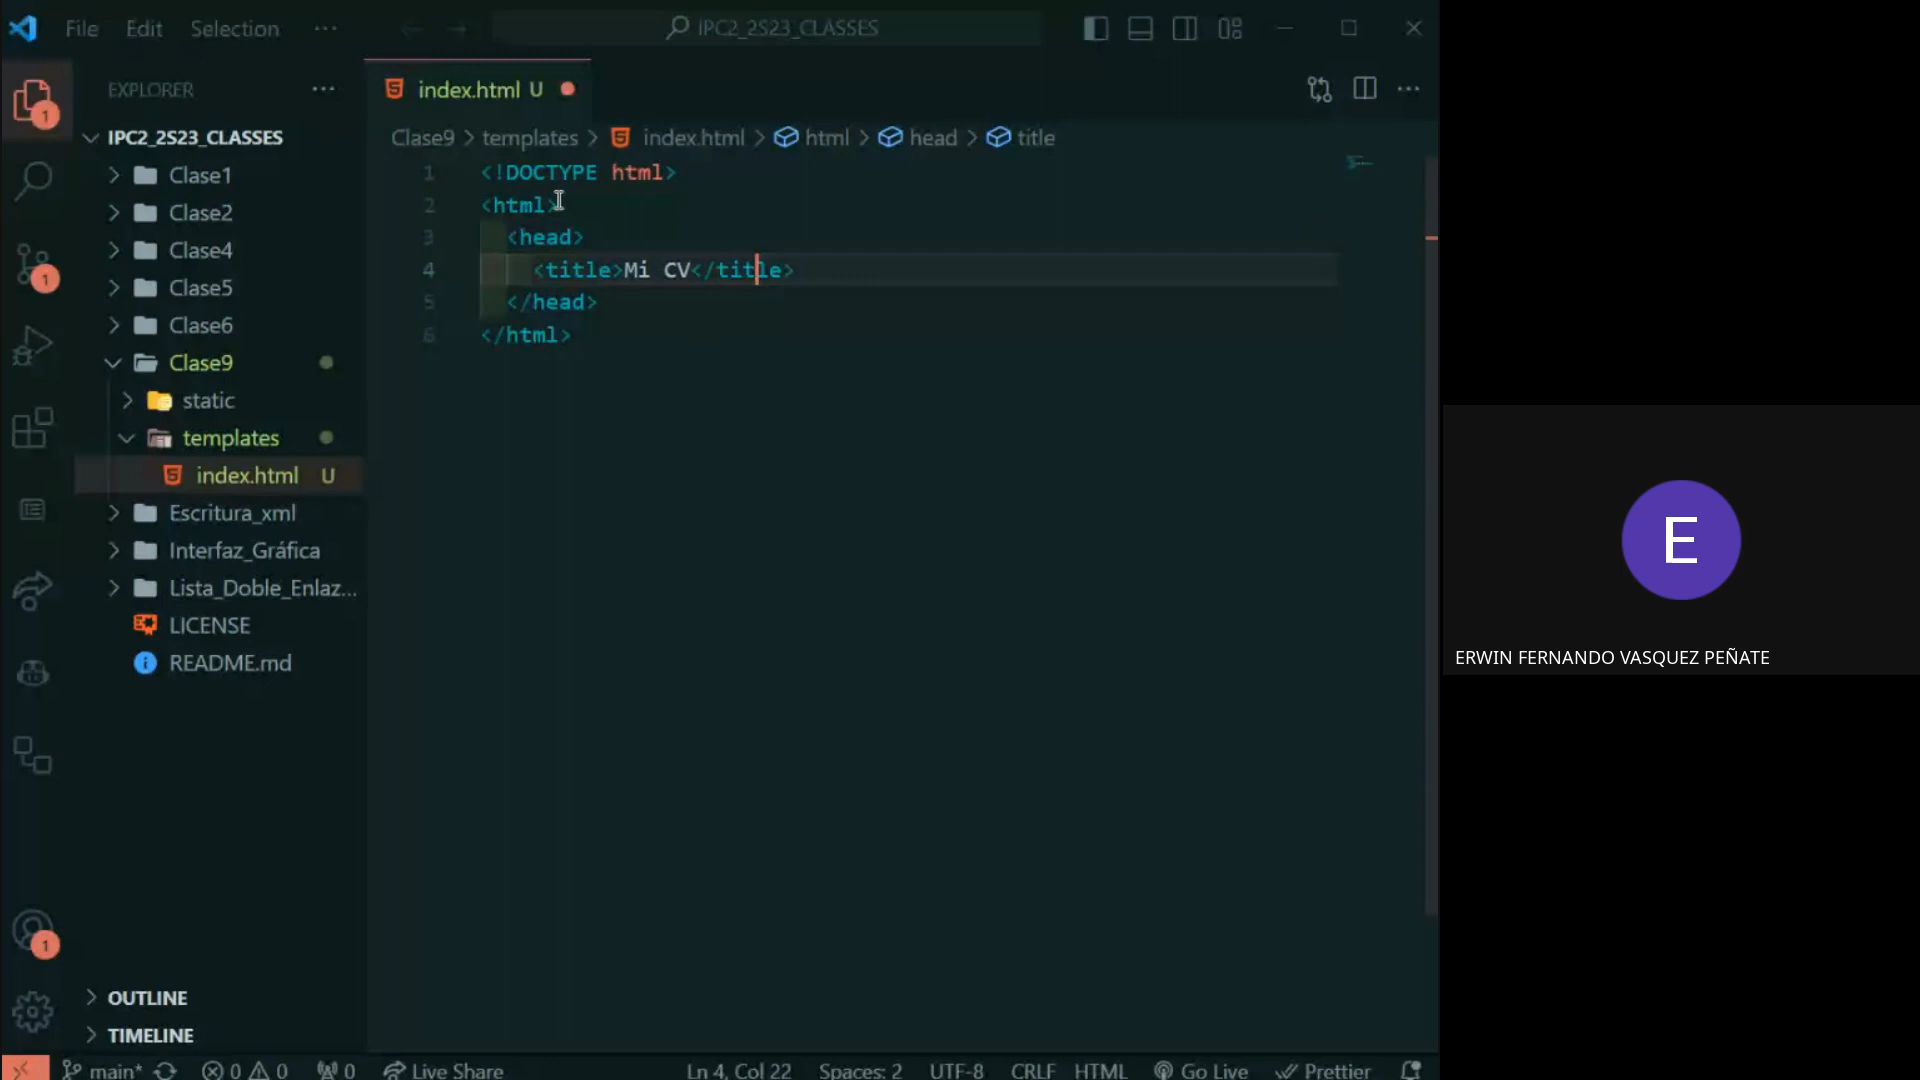 File Edit Selection ··· IPC2_2S23_CLASSES
EXPLORER ···
index.html U
IPC2_2S23_CLASSES
Clase9 > templates > index.html > html > head > title
Clase1
Clase2
Clase4
Clase5
Clase6
Clase9
static
templates
index.html U
Escritura_xml
Interfaz_Gráfica
Lista_Doble_Enlaz...
LICENSE
README.md
OUTLINE
TIMELINE
1 <!DOCTYPE html>
2 <html>
3 <head>
4 <title>Mi CV</title>
5 </head>
6 </html>
1
1
1
E
ERWIN FERNANDO VASQUEZ PEÑATE
main* 0 0 0 Live Share Ln 4, Col 22 Spaces: 2 UTF-8 CRLF HTML Go Live Prettier